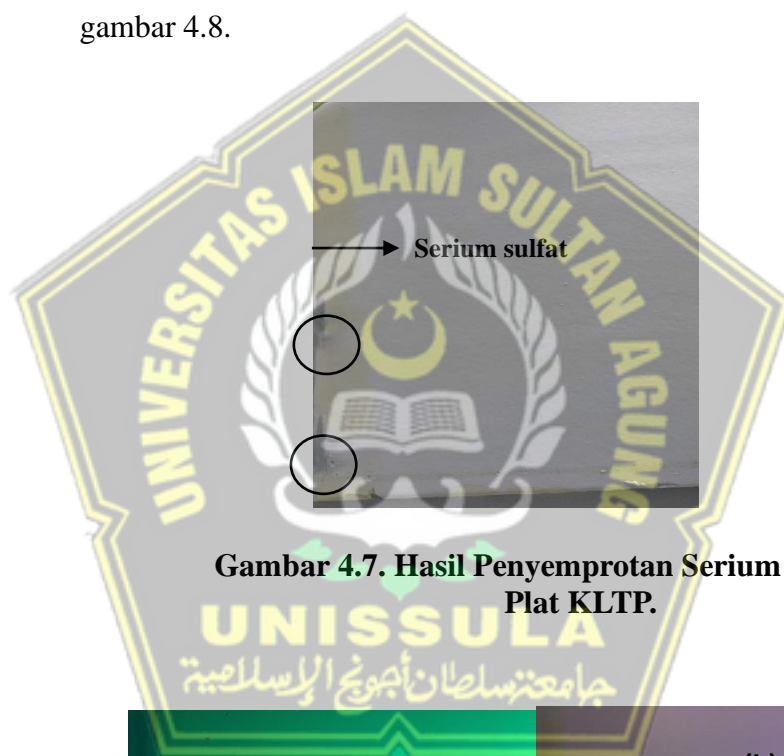 gambar 4.8.
UNIVERSITAS ISLAM SULTAN AGUNG
Serium sulfat
Gambar 4.7. Hasil Penyemprotan Serium
Plat KLTP.
UNISSULA
جامعة سلطان أجونج الإسلامية